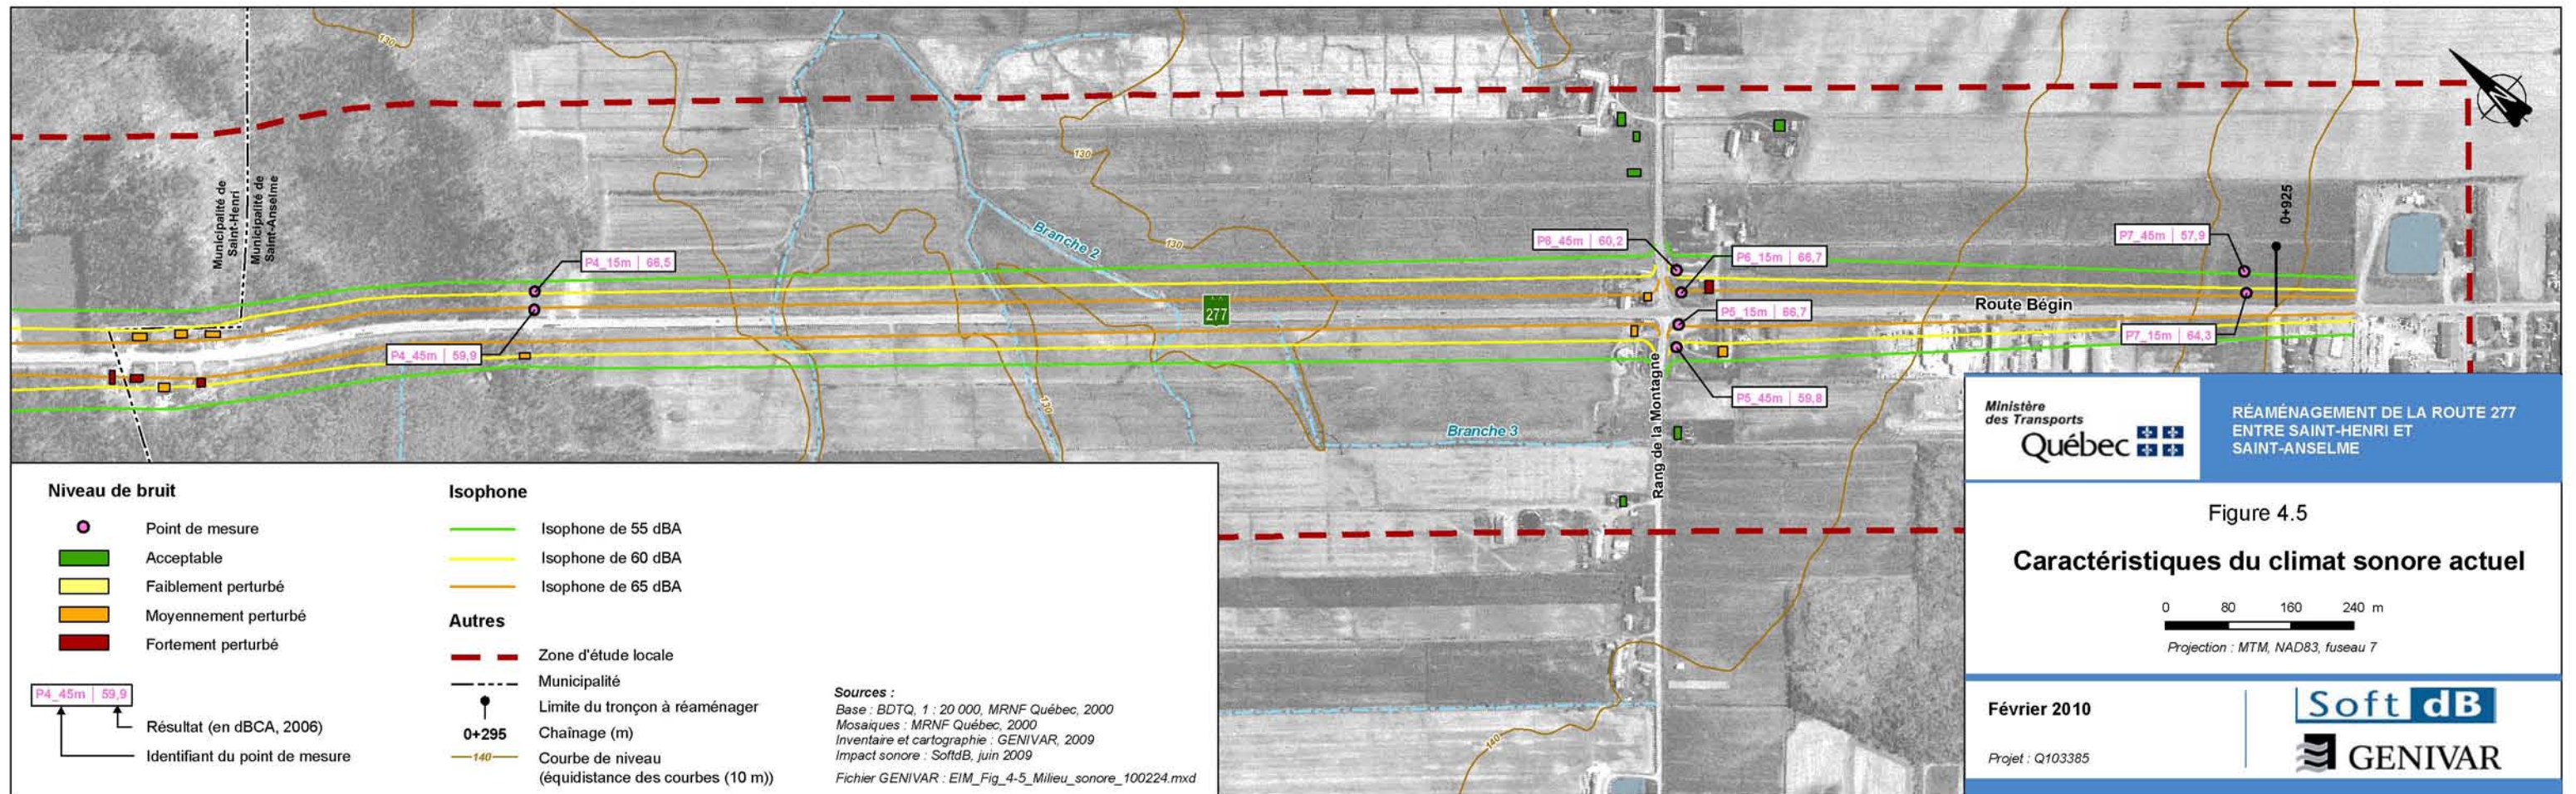 130
Municipalité de
Saint-Henri
Municipalité de
Saint-Anselme
P4_15m | 66,5
P4_45m | 59,9
130
Branche 2
130
277
130
130
Branche 3
P6_45m | 60,2
P6_15m | 66,7
P5_15m | 66,7
P5_45m | 59,8
Rang de la Montagne
Route Bégin
P7_45m | 57,9
P7_15m | 64,3
0+925
140
N
Niveau de bruit
Point de mesure
Acceptable
Faiblement perturbé
Moyennement perturbé
Fortement perturbé
P4_45m | 59,9
Résultat (en dBCA, 2006)
Identifiant du point de mesure
Isophone
Isophone de 55 dBA
Isophone de 60 dBA
Isophone de 65 dBA
Autres
Zone d'étude locale
Municipalité
Limite du tronçon à réaménager
0+295 Chaînage (m)
140 Courbe de niveau
(équidistance des courbes (10 m))
Sources :
Base : BDTQ, 1 : 20 000, MRNF Québec, 2000
Mosaiques : MRNF Québec, 2000
Inventaire et cartographie : GENIVAR, 2009
Impact sonore : SoftdB, juin 2009
Fichier GENIVAR : EIM_Fig_4-5_Milieu_sonore_100224.mxd
Ministère
des Transports
Québec
RÉAMÉNAGEMENT DE LA ROUTE 277
ENTRE SAINT-HENRI ET
SAINT-ANSELME
Figure 4.5
Caractéristiques du climat sonore actuel
0 80 160 240 m
Projection : MTM, NAD83, fuseau 7
Février 2010
Projet : Q103385
Soft dB
GENIVAR